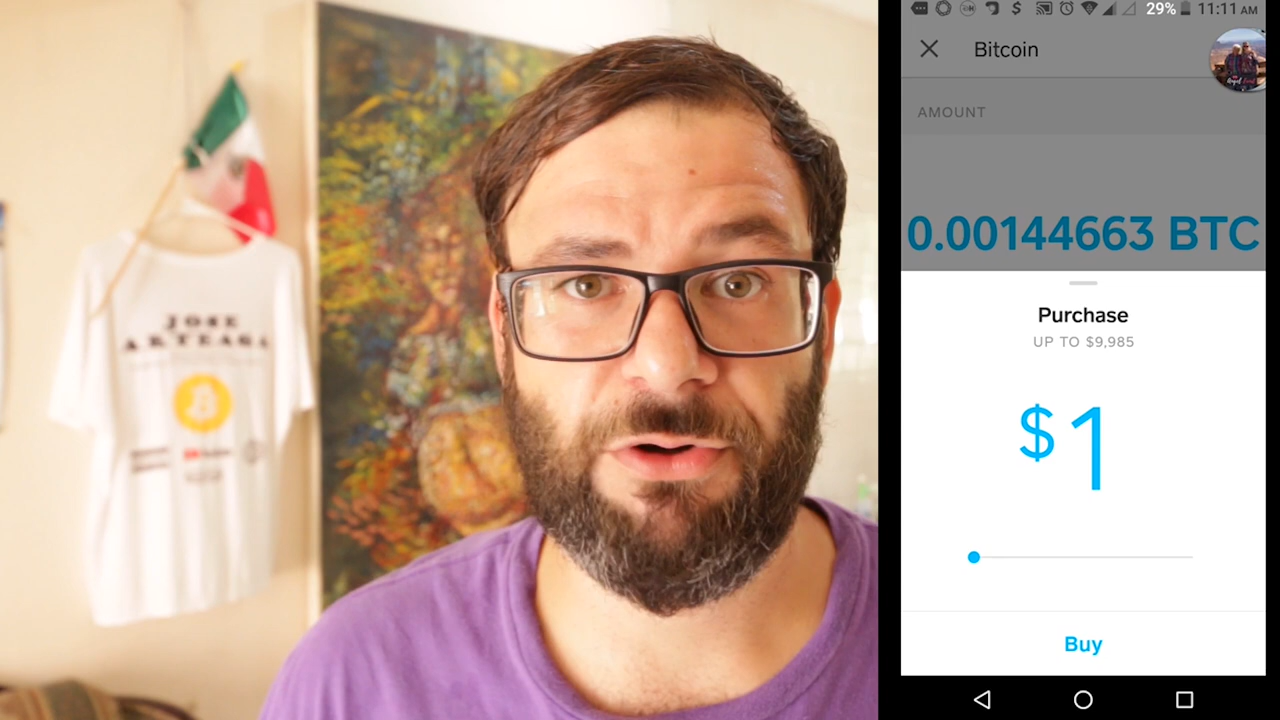 JOSE
ARTEAGA
29% 11:11 AM
Bitcoin
AMOUNT
0.00144663 BTC
Purchase
UP TO $9,985
$1
Buy